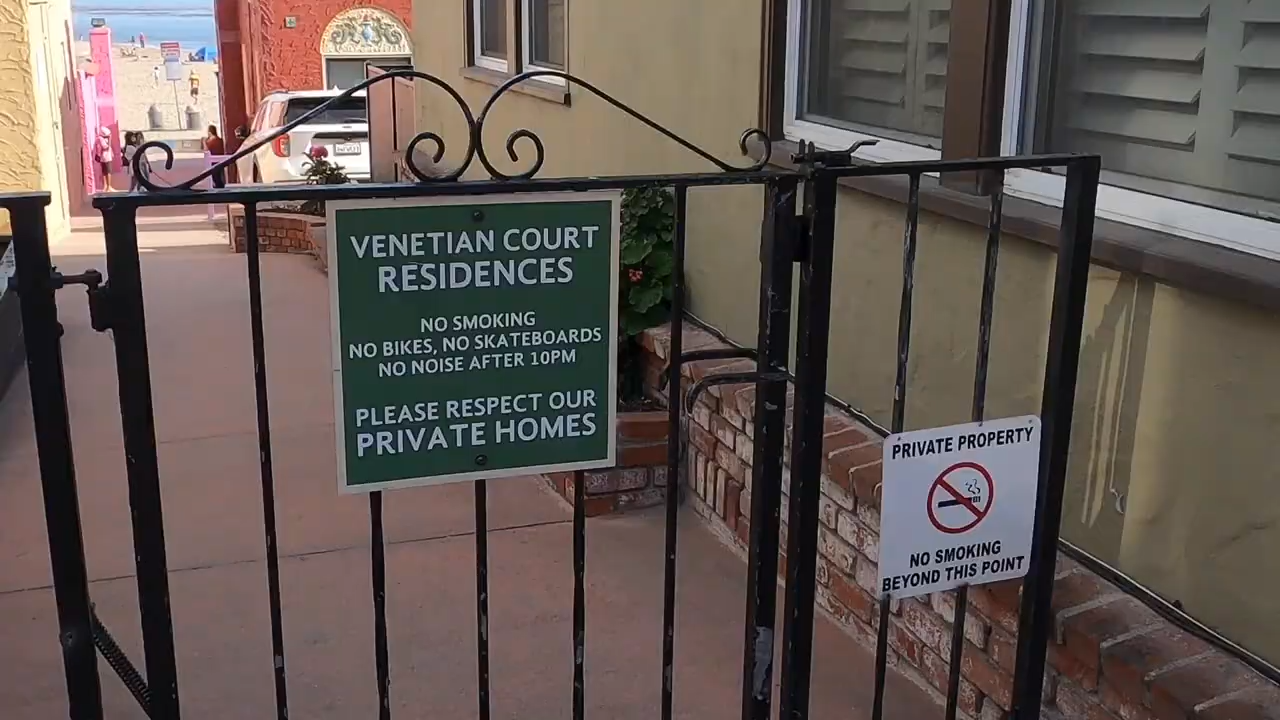 VENETIAN COURT
RESIDENCES
NO SMOKING
NO BIKES, NO SKATEBOARDS
NO NOISE AFTER 10PM
PLEASE RESPECT OUR
PRIVATE HOMES
PRIVATE PROPERTY
NO SMOKING
BEYOND THIS POINT